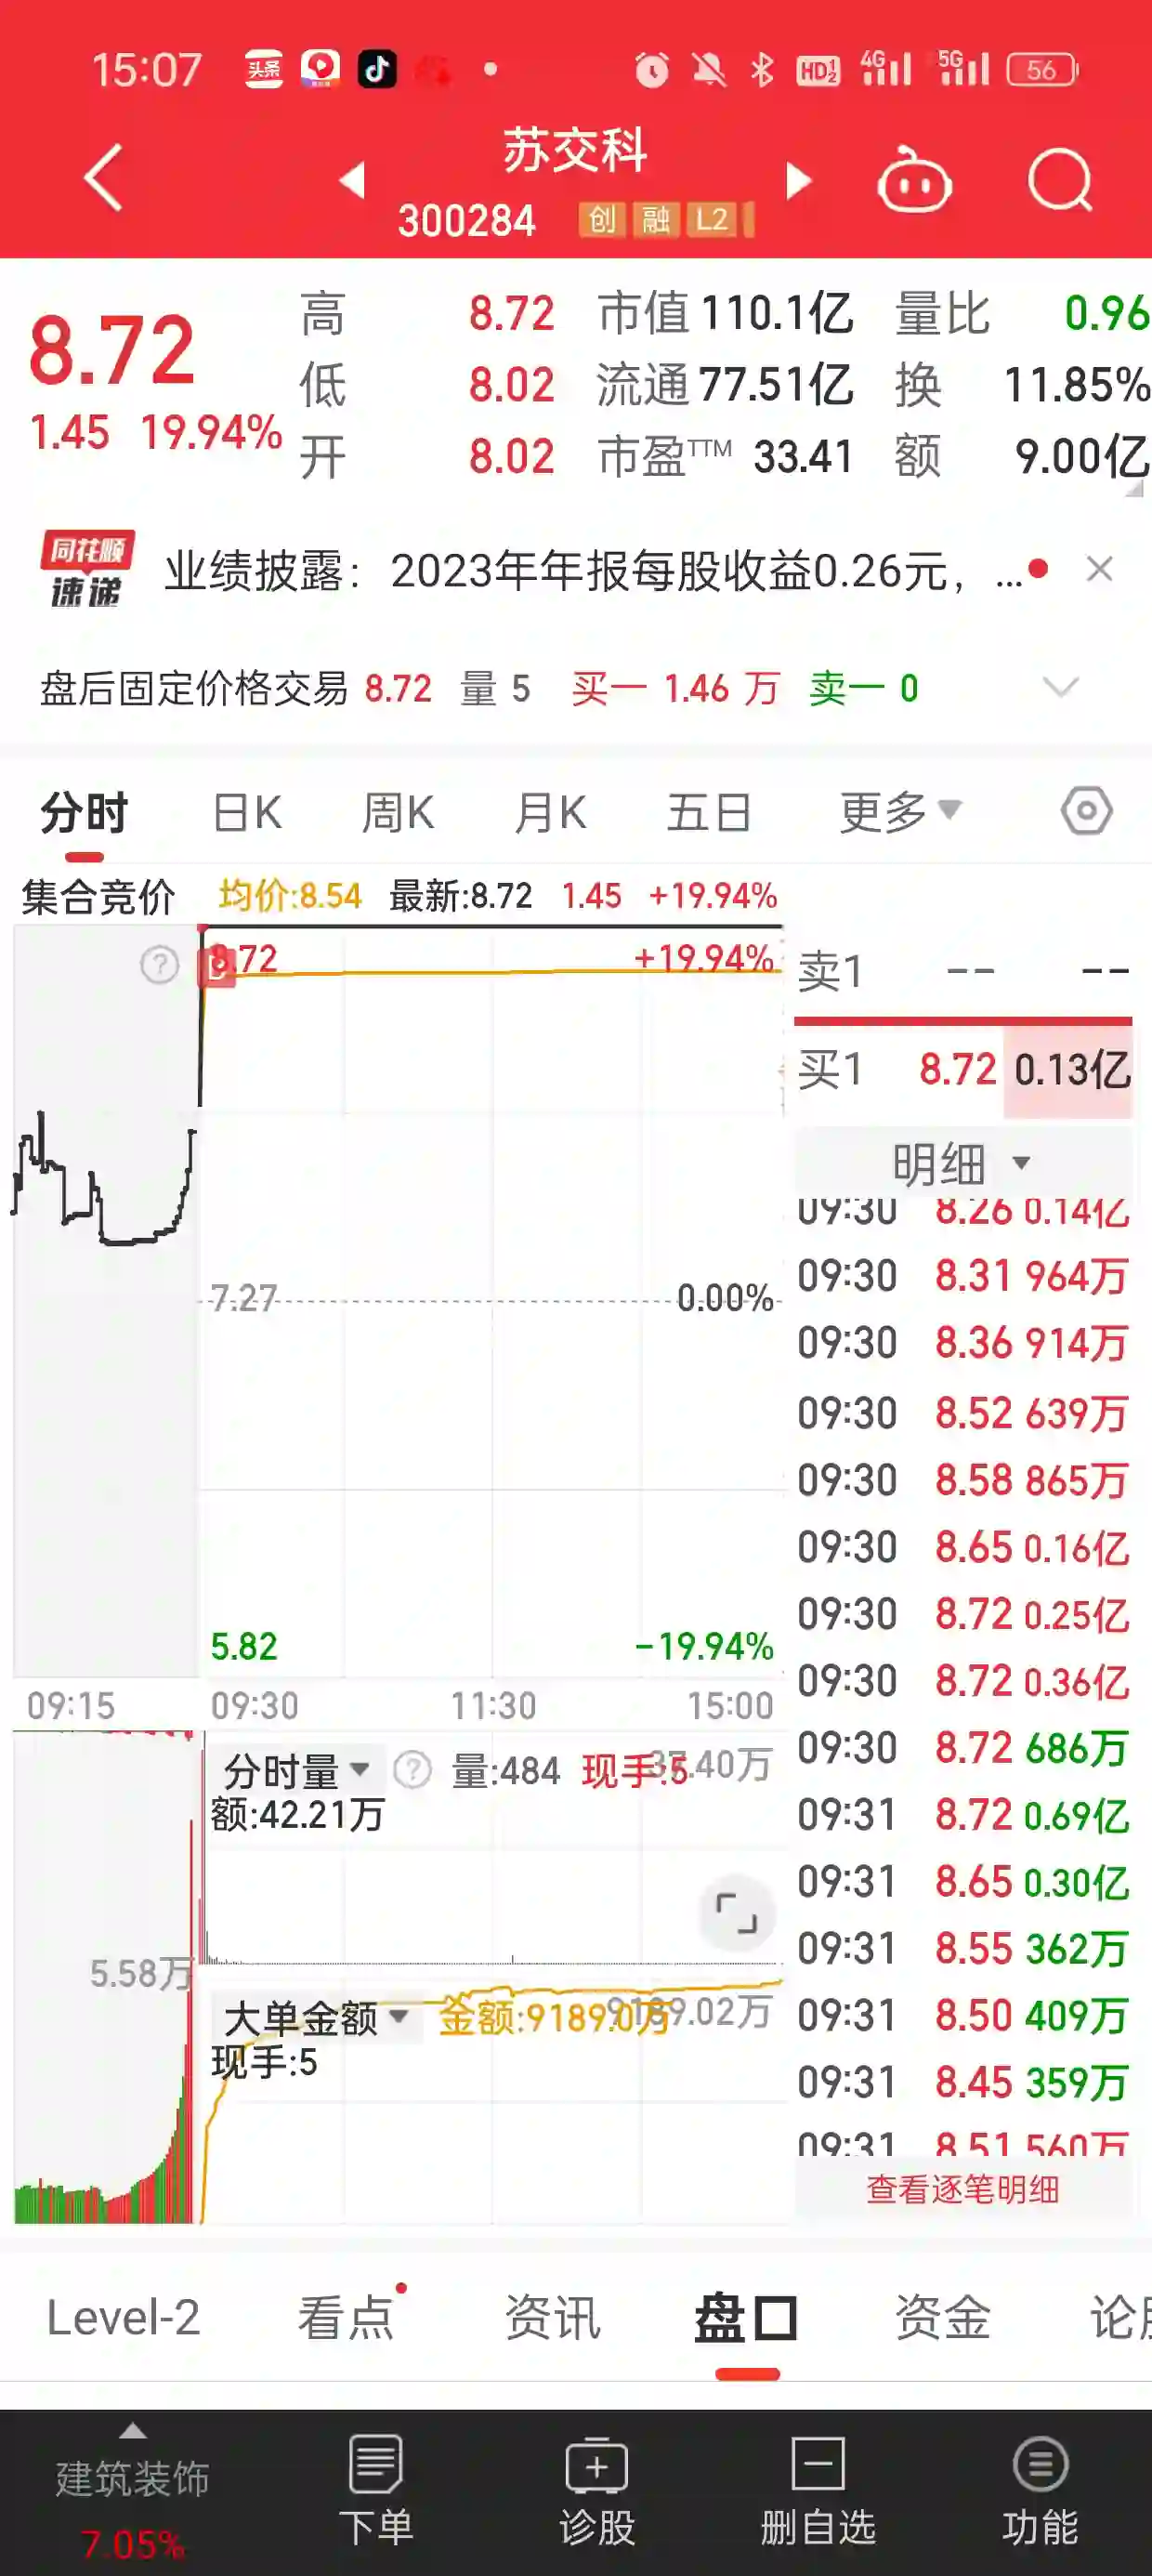 15:07 头条 HD 1 2 4G 5G 56
苏交科
300284 创 融 L2
8.72
1.45 19.94%
高 8.72 市值 110.1亿 量比 0.96
低 8.02 流通 77.51亿 换 11.85%
开 8.02 市盈TTM 33.41 额 9.00亿
同花顺
速递
业绩披露：2023年年报每股收益0.26元，...
盘后固定价格交易 8.72 量 5 买一 1.46 万 卖一 0
分时 日K 周K 月K 五日 更多
集合竞价 均价:8.54 最新:8.72 1.45 +19.94%
8.72 +19.94%
7.27 0.00%
5.82 -19.94%
09:15 09:30 11:30 15:00
分时量 ? 量:484 现手:5
额:42.21万
5.58万
大单金额 金额:9189.0万 9189.02万
现手:5
卖1 -- --
买1 8.72 0.13亿
明细
09:30 8.26 0.14亿
09:30 8.31 964万
09:30 8.36 914万
09:30 8.52 639万
09:30 8.58 865万
09:30 8.65 0.16亿
09:30 8.72 0.25亿
09:30 8.72 0.36亿
09:30 8.72 686万
09:31 8.72 0.69亿
09:31 8.65 0.30亿
09:31 8.55 362万
09:31 8.50 409万
09:31 8.45 359万
09:31 8.51 560万
查看逐笔明细
Level-2 看点 资讯 盘口 资金 论股
建筑装饰
7.05%
下单 诊股 删自选 功能